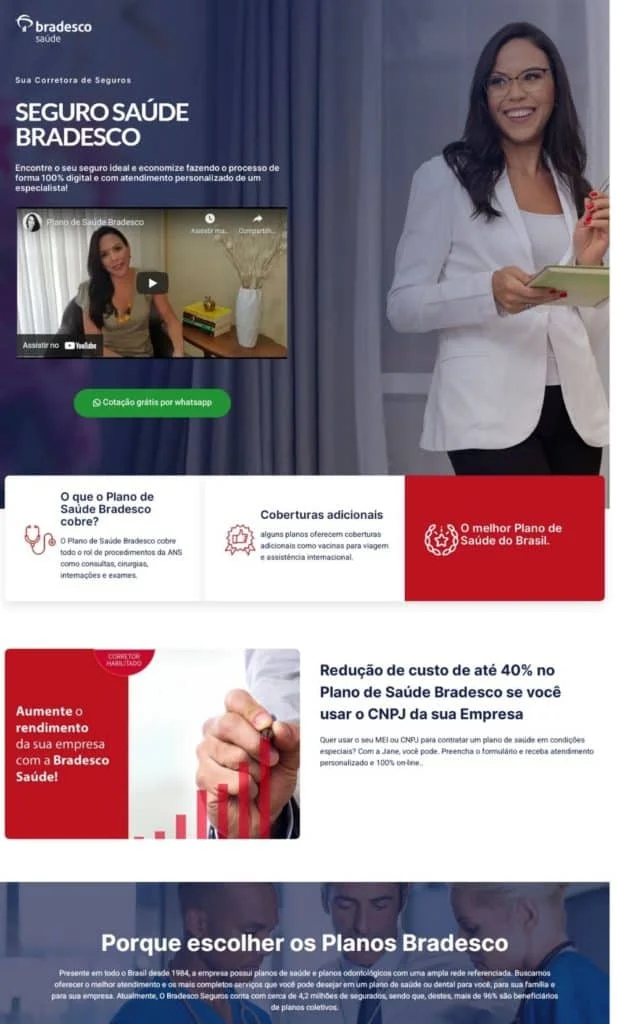 bradesco
saúde
Sua Corretora de Seguros
SEGURO SAÚDE
BRADESCO
Encontre o seu seguro ideal e economize fazendo o processo de
forma 100% digital e com atendimento personalizado de um
especialista!
Plano de Saúde Bradesco
Assistir ma...
Compartilh...
Assistir no YouTube
Cotação grátis por whatsapp
O que o Plano de
Saúde Bradesco
cobre?
O Plano de Saúde Bradesco cobre
todo o rol de procedimentos da ANS
como consultas, cirurgias,
internações e exames.
Coberturas adicionais
alguns planos oferecem coberturas
adicionais como vacinas para viagem
e assistência internacional.
O melhor Plano de
Saúde do Brasil.
CORRETOR
HABILITADO
Aumente o
rendimento
da sua empresa
com a Bradesco
Saúde!
Redução de custo de até 40% no
Plano de Saúde Bradesco se você
usar o CNPJ da sua Empresa
Quer usar o seu MEI ou CNPJ para contratar um plano de saúde em condições
especiais? Com a Jane, você pode. Preencha o formulário e receba atendimento
personalizado e 100% on-line..
Porque escolher os Planos Bradesco
Presente em todo o Brasil desde 1984, a empresa possui planos de saúde e planos odontológicos com uma ampla rede referenciada. Buscamos
oferecer o melhor atendimento e os mais completos serviços que você pode desejar em um plano de saúde ou dental para você, para sua família e
para sua empresa. Atualmente, O Bradesco Seguros conta com cerca de 4,2 milhões de segurados, sendo que, destes, mais de 96% são beneficiários
de planos coletivos.